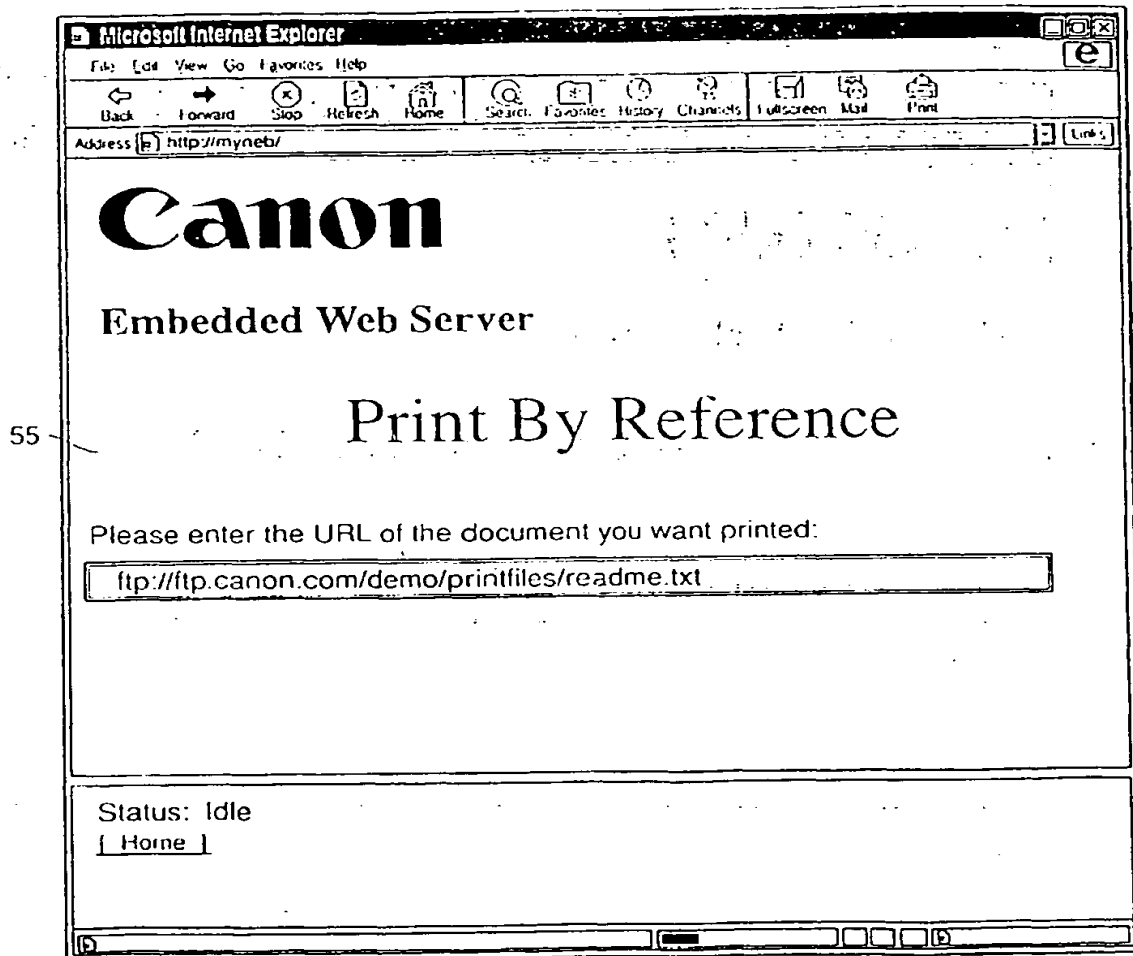 Microsoft Internet Explorer
File Edit View Go Favorites Help
Back Forward Stop Refresh Home Search Favorites History Channels Fullscreen Mail Print
Address http://myneb/ Links
Canon
Embedded Web Server
Print By Reference
55
Please enter the URL of the document you want printed:
ftp://ftp.canon.com/demo/printfiles/readme.txt
Status: Idle
[ Home ]